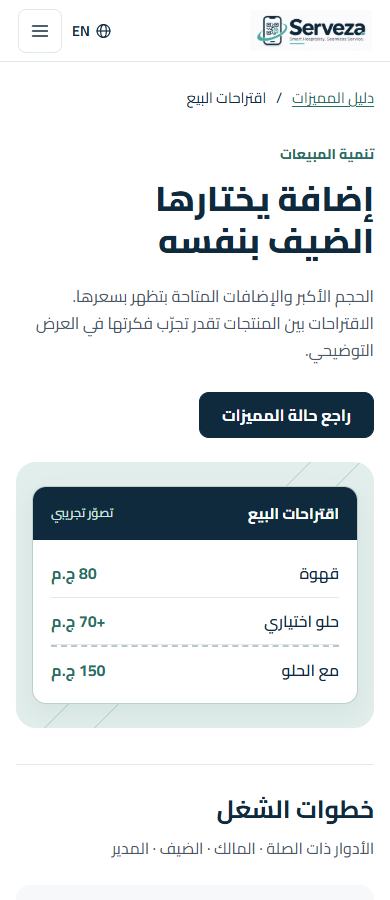 Serveza
Smart Hospitality. Seamless Service.
EN
دليل المميزات / اقتراحات البيع
تنمية المبيعات
إضافة يختارها
الضيف بنفسه
الحجم الأكبر والإضافات المتاحة بتظهر بسعرها.
الاقتراحات بين المنتجات تقدر تجرّب فكرتها في العرض
التوضيحي.
راجع حالة المميزات
اقتراحات البيع تصوّر تجريبي
قهوة 80 ج.م
حلو اختياري +70 ج.م
مع الحلو 150 ج.م
خطوات الشغل
الأدوار ذات الصلة · المالك · الضيف · المدير